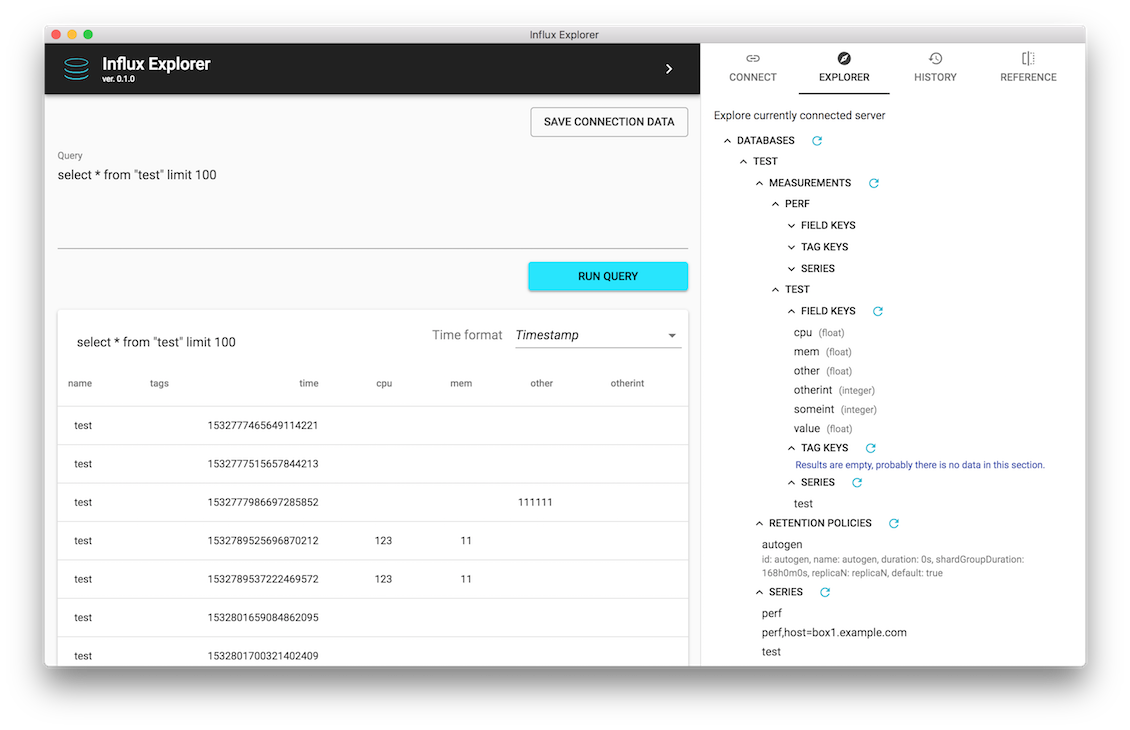 Influx Explorer
Influx Explorer
ver. 0.1.0
SAVE CONNECTION DATA
Query
select * from "test" limit 100
RUN QUERY
select * from "test" limit 100
Time format Timestamp
name tags time cpu mem other otherint
test 1532777465649114221
test 1532777515657844213
test 1532777986697285852 111111
test 1532789525696870212 123 11
test 1532789537222469572 123 11
test 1532801659084862095
test 1532801700321402409
CONNECT EXPLORER HISTORY REFERENCE
Explore currently connected server
DATABASES
TEST
MEASUREMENTS
PERF
FIELD KEYS
TAG KEYS
SERIES
TEST
FIELD KEYS
cpu (float)
mem (float)
other (float)
otherint (integer)
someint (integer)
value (float)
TAG KEYS
Results are empty, probably there is no data in this section.
SERIES
test
RETENTION POLICIES
autogen
id: autogen, name: autogen, duration: 0s, shardGroupDuration:
168h0m0s, replicaN: replicaN, default: true
SERIES
perf
perf,host=box1.example.com
test